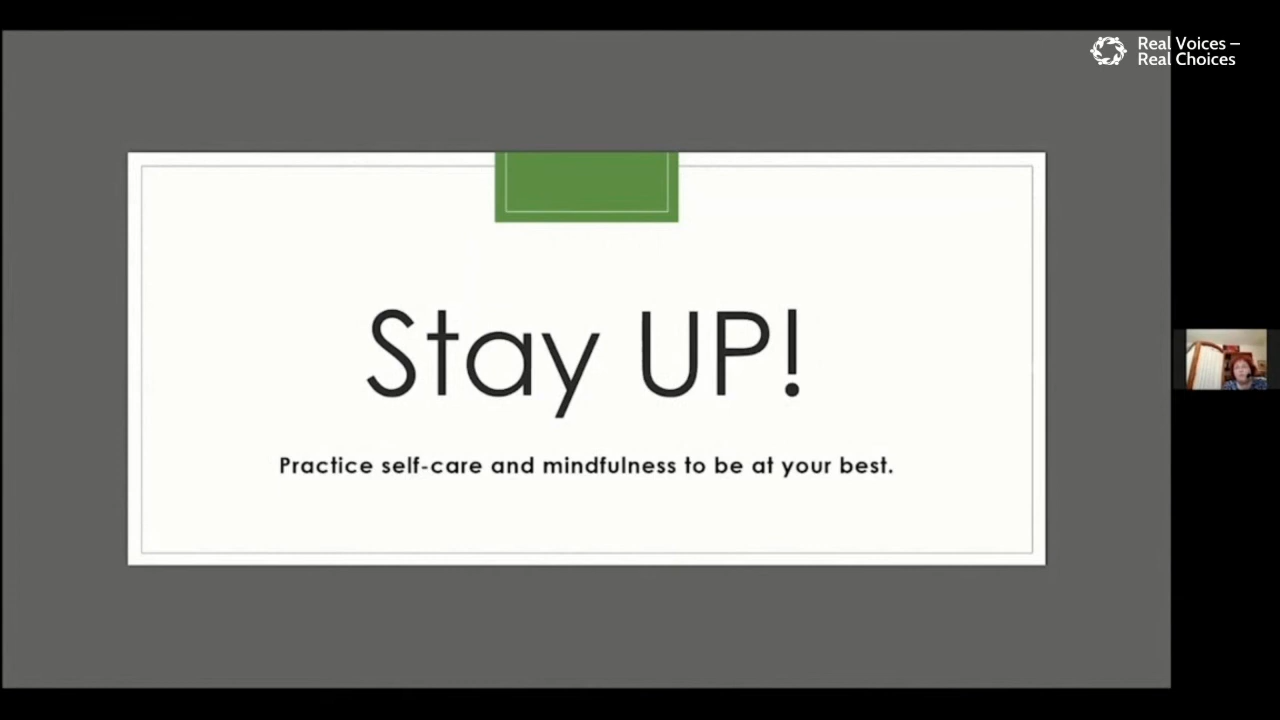 Real Voices –
Real Choices
Stay UP!
Practice self-care and mindfulness to be at your best.